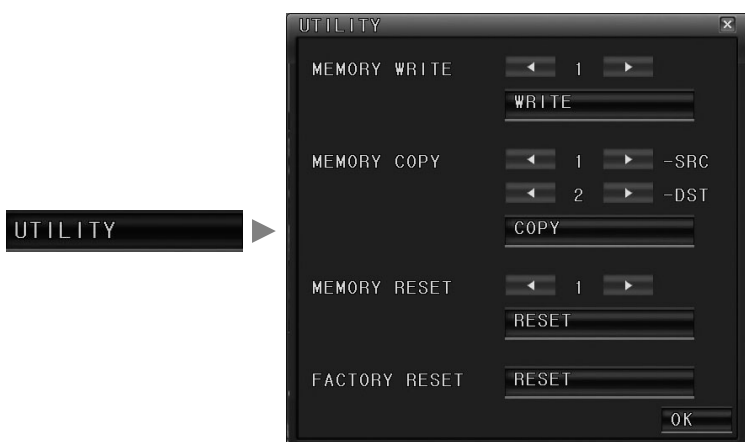 UTILITY
UTILITY
MEMORY WRITE 1
WRITE
MEMORY COPY 1 -SRC
2 -DST
COPY
MEMORY RESET 1
RESET
FACTORY RESET RESET
OK